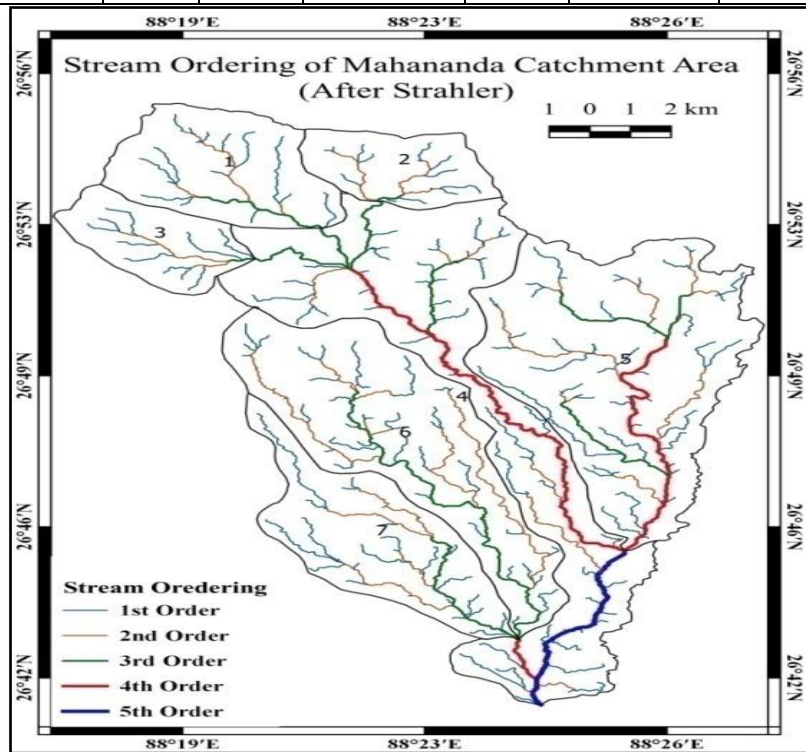 88°19'E 88°23'E 88°26'E
Stream Ordering of Mahananda Catchment Area
(After Strahler)
1 0 1 2 km
26°56'N 26°56'N
1
2
26°53'N 26°53'N
3
5
26°49'N 26°49'N
4
6
7
26°46'N 26°46'N
Stream Oredering
1st Order
2nd Order
3rd Order
4th Order
5th Order
26°42'N 26°42'N
88°19'E 88°23'E 88°26'E